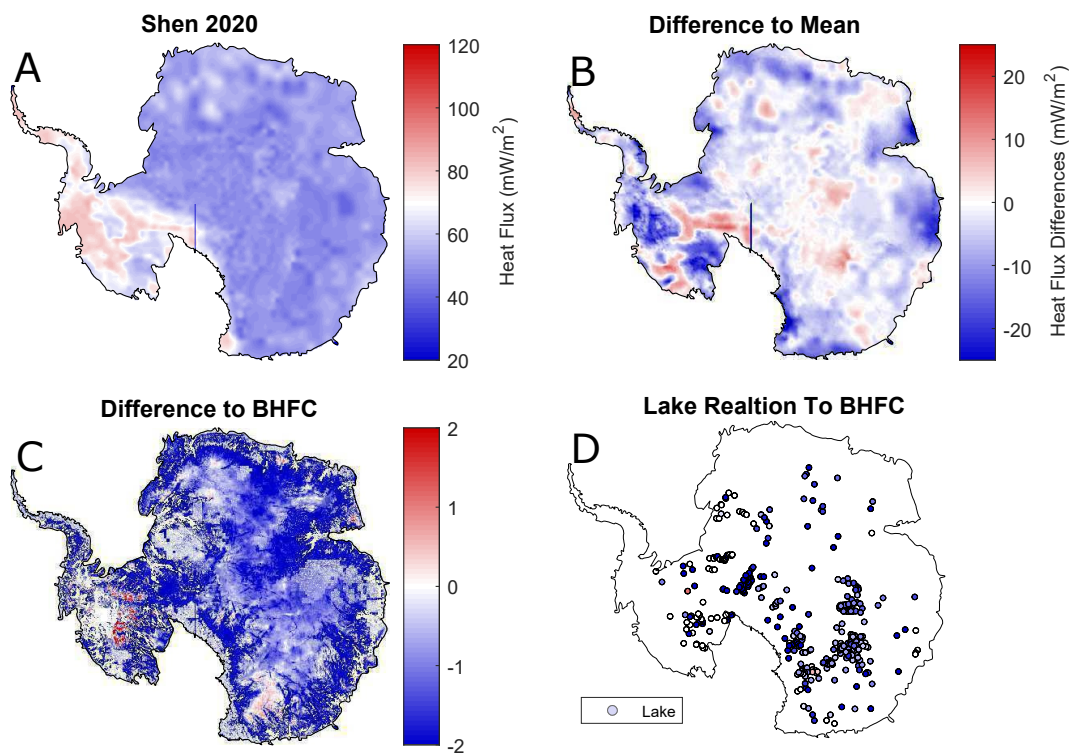 Shen 2020
A
120
100
80
60
40
20
Heat Flux (mW/m²)
Difference to Mean
B
20
10
0
-10
-20
Heat Flux Differences (mW/m²)
Difference to BHFC
C
2
1
0
-1
-2
Lake Realtion To BHFC
D
Lake